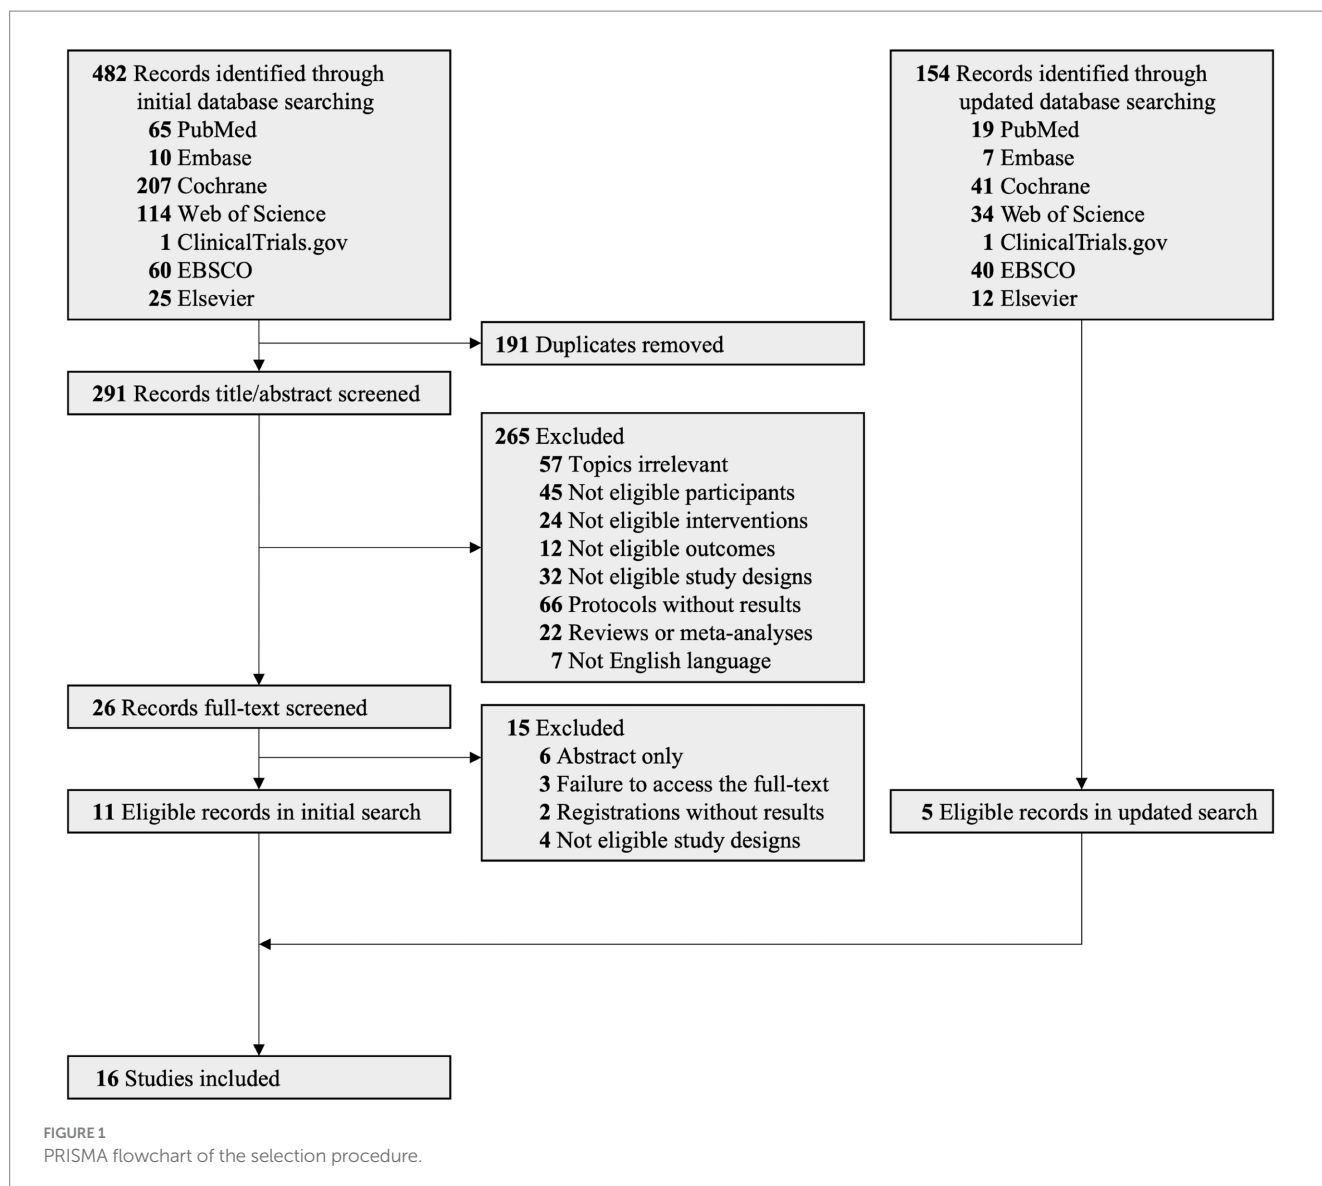 482 Records identified through
initial database searching
65 PubMed
10 Embase
207 Cochrane
114 Web of Science
1 ClinicalTrials.gov
60 EBSCO
25 Elsevier
154 Records identified through
updated database searching
19 PubMed
7 Embase
41 Cochrane
34 Web of Science
1 ClinicalTrials.gov
40 EBSCO
12 Elsevier
191 Duplicates removed
291 Records title/abstract screened
265 Excluded
57 Topics irrelevant
45 Not eligible participants
24 Not eligible interventions
12 Not eligible outcomes
32 Not eligible study designs
66 Protocols without results
22 Reviews or meta-analyses
7 Not English language
26 Records full-text screened
15 Excluded
6 Abstract only
3 Failure to access the full-text
2 Registrations without results
4 Not eligible study designs
11 Eligible records in initial search
5 Eligible records in updated search
16 Studies included
FIGURE 1
PRISMA flowchart of the selection procedure.